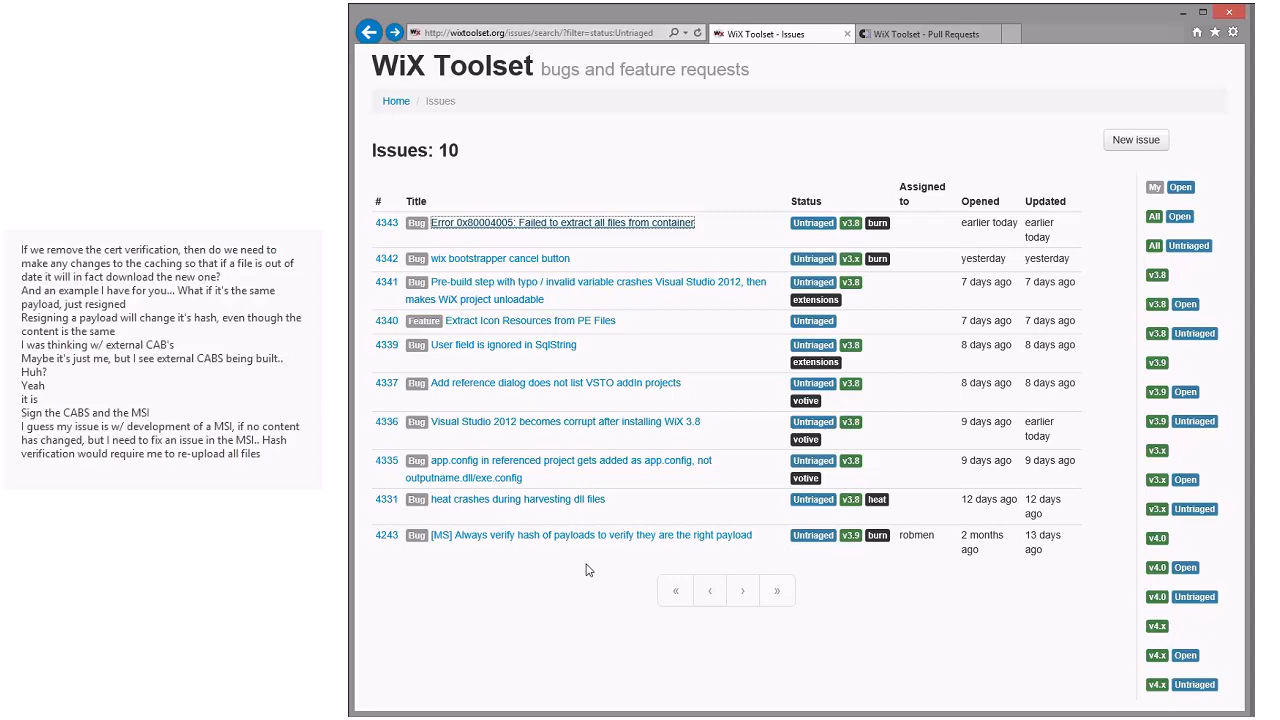 If we remove the cert verification, then do we need to
make any changes to the caching so that if a file is out of
date it will in fact download the new one?
And an example I have for you... What if it's the same
payload, just resigned
Resigning a payload will change it's hash, even though the
content is the same
I was thinking w/ external CAB's
Maybe it's just me, but I see external CABS being built..
Huh?
Yeah
it is
Sign the CABS and the MSI
I guess my issue is w/ development of a MSI, if no content
has changed, but I need to fix an issue in the MSI.. Hash
verification would require me to re-upload all files
http://wixtoolset.org/issues/search/?filter=status:Untriaged
WiX Toolset - Issues
WiX Toolset - Pull Requests
WiX Toolset bugs and feature requests
Home / Issues
Issues: 10
New issue
# Title Status Assigned to Opened Updated
4343 Bug Error 0x80004005: Failed to extract all files from container Untriaged v3.8 burn earlier today earlier today
4342 Bug wix bootstrapper cancel button Untriaged v3.x burn yesterday yesterday
4341 Bug Pre-build step with typo / invalid variable crashes Visual Studio 2012, then Untriaged v3.8 7 days ago 7 days ago
makes WiX project unloadable extensions
4340 Feature Extract Icon Resources from PE Files Untriaged 7 days ago 7 days ago
4339 Bug User field is ignored in SqlString Untriaged v3.8 8 days ago 8 days ago
extensions
4337 Bug Add reference dialog does not list VSTO addIn projects Untriaged v3.8 8 days ago 8 days ago
votive
4336 Bug Visual Studio 2012 becomes corrupt after installing WiX 3.8 Untriaged v3.8 9 days ago earlier
votive today
4335 Bug app.config in referenced project gets added as app.config, not Untriaged v3.8 9 days ago 9 days ago
outputname.dll/exe.config votive
4331 Bug heat crashes during harvesting dll files Untriaged v3.8 heat 12 days ago 12 days
ago
4243 Bug [MS] Always verify hash of payloads to verify they are the right payload Untriaged v3.9 burn robmen 2 months 13 days
ago ago
« ‹ › »
My Open
All Open
All Untriaged
v3.8
v3.8 Open
v3.8 Untriaged
v3.9
v3.9 Open
v3.9 Untriaged
v3.x
v3.x Open
v3.x Untriaged
v4.0
v4.0 Open
v4.0 Untriaged
v4.x
v4.x Open
v4.x Untriaged